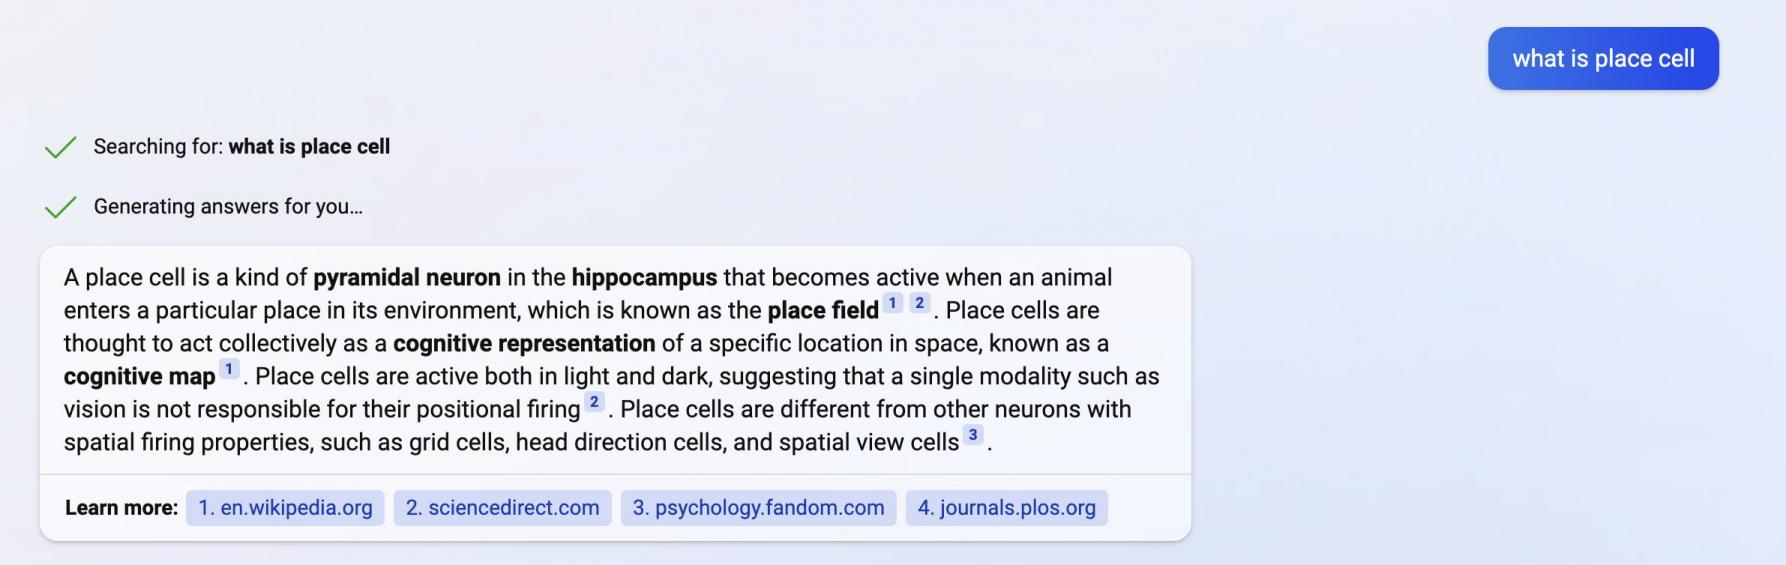 what is place cell
Searching for: what is place cell
Generating answers for you...
A place cell is a kind of pyramidal neuron in the hippocampus that becomes active when an animal
enters a particular place in its environment, which is known as the place field 1 2 . Place cells are
thought to act collectively as a cognitive representation of a specific location in space, known as a
cognitive map 1 . Place cells are active both in light and dark, suggesting that a single modality such as
vision is not responsible for their positional firing 2 . Place cells are different from other neurons with
spatial firing properties, such as grid cells, head direction cells, and spatial view cells 3 .
Learn more: 1. en.wikipedia.org 2. sciencedirect.com 3. psychology.fandom.com 4. journals.plos.org